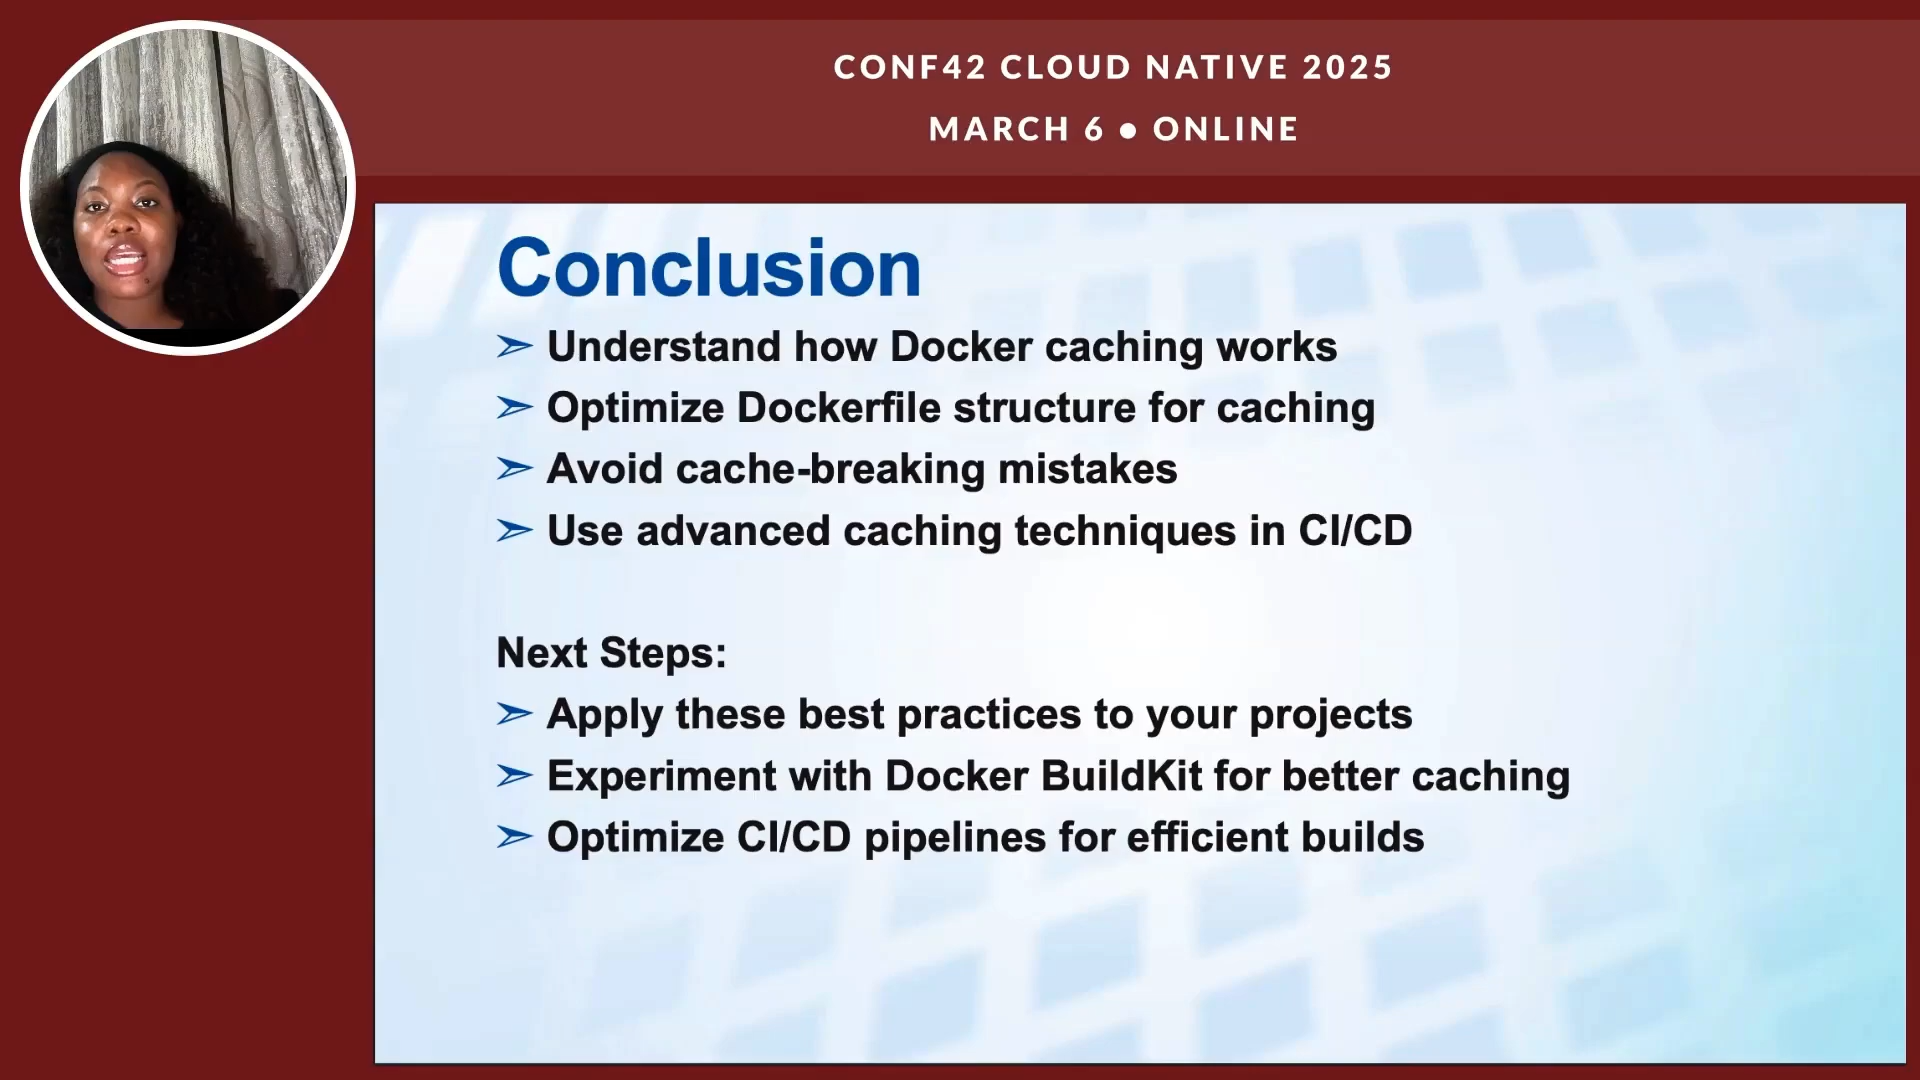 CONF42 CLOUD NATIVE 2025
MARCH 6 ● ONLINE
Conclusion
➢ Understand how Docker caching works
➢ Optimize Dockerfile structure for caching
➢ Avoid cache-breaking mistakes
➢ Use advanced caching techniques in CI/CD
Next Steps:
➢ Apply these best practices to your projects
➢ Experiment with Docker BuildKit for better caching
➢ Optimize CI/CD pipelines for efficient builds